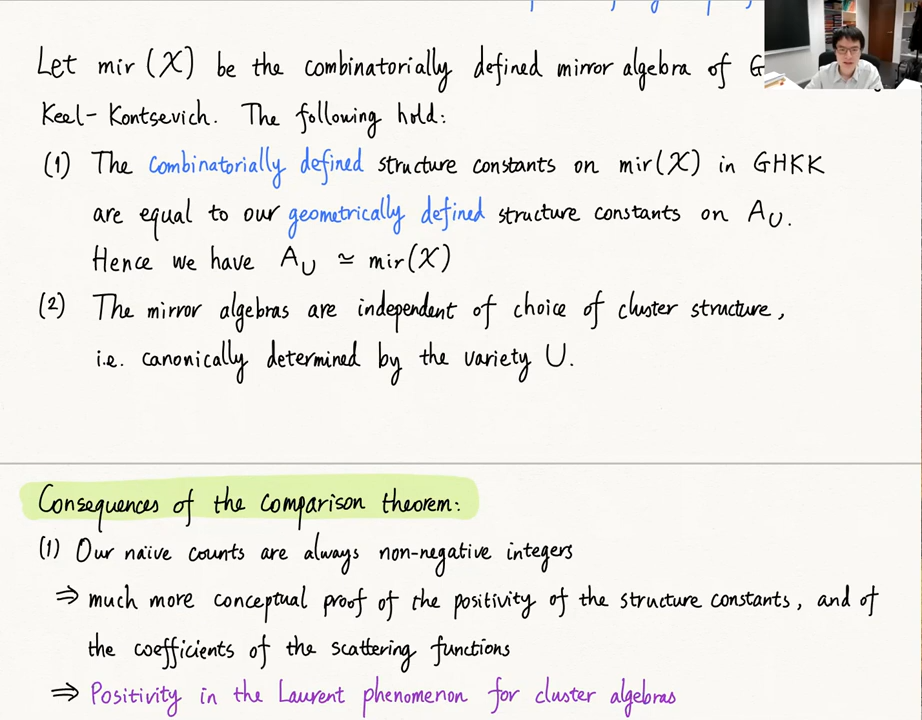 Let mir (X) be the combinatorially defined mirror algebra of G
Keel-Kontsevich. The following hold:
(1) The combinatorially defined structure constants on mir(X) in GHKK
are equal to our geometrically defined structure constants on A_U.
Hence we have A_U ≃ mir(X)
(2) The mirror algebras are independent of choice of cluster structure,
i.e. canonically determined by the variety U.
Consequences of the comparison theorem:
(1) Our naïve counts are always non-negative integers
⇒ much more conceptual proof of the positivity of the structure constants, and of
the coefficients of the scattering functions
⇒ Positivity in the Laurent phenomenon for cluster algebras